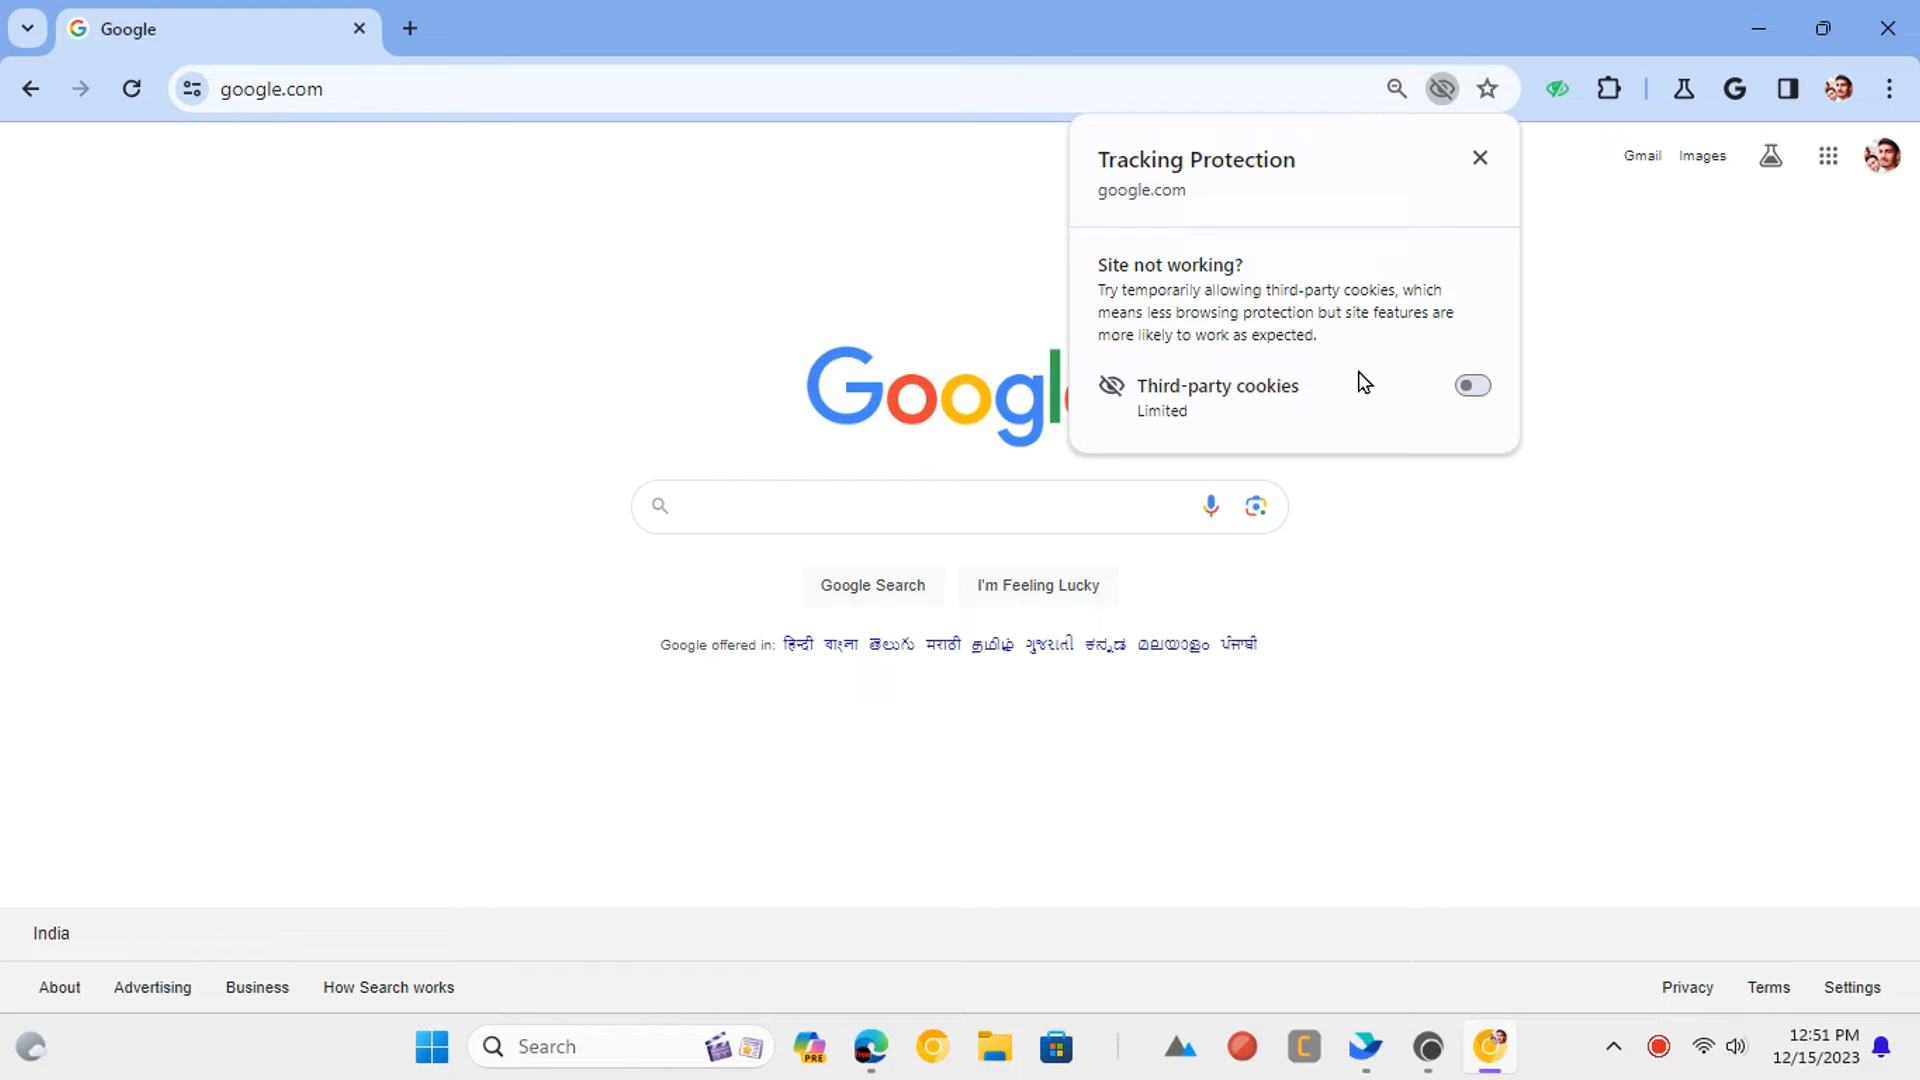 Google
google.com
Tracking Protection
google.com
Gmail Images
Site not working?
Try temporarily allowing third-party cookies, which
means less browsing protection but site features are
more likely to work as expected.
Third-party cookies
Limited
Googl
Google Search I'm Feeling Lucky
Google offered in: हिन्दी বাংলা తెలుగు मराठी தமிழ் ગુજરાતી ಕನ್ನಡ മലയാളം ਪੰਜਾਬੀ
India
About Advertising Business How Search works Privacy Terms Settings
Search
PRE
C
12:51 PM
12/15/2023